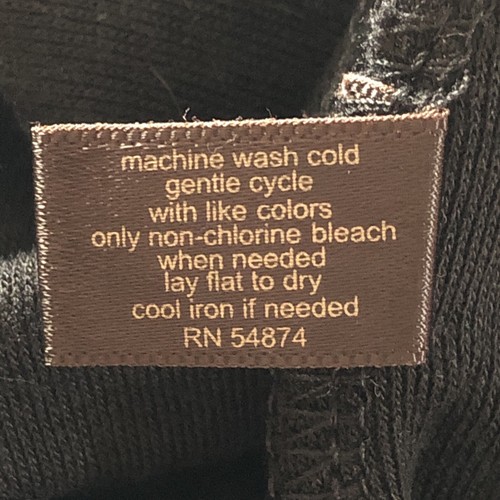 machine wash cold
gentle cycle
with like colors
only non-chlorine bleach
when needed
lay flat to dry
cool iron if needed
RN 54874